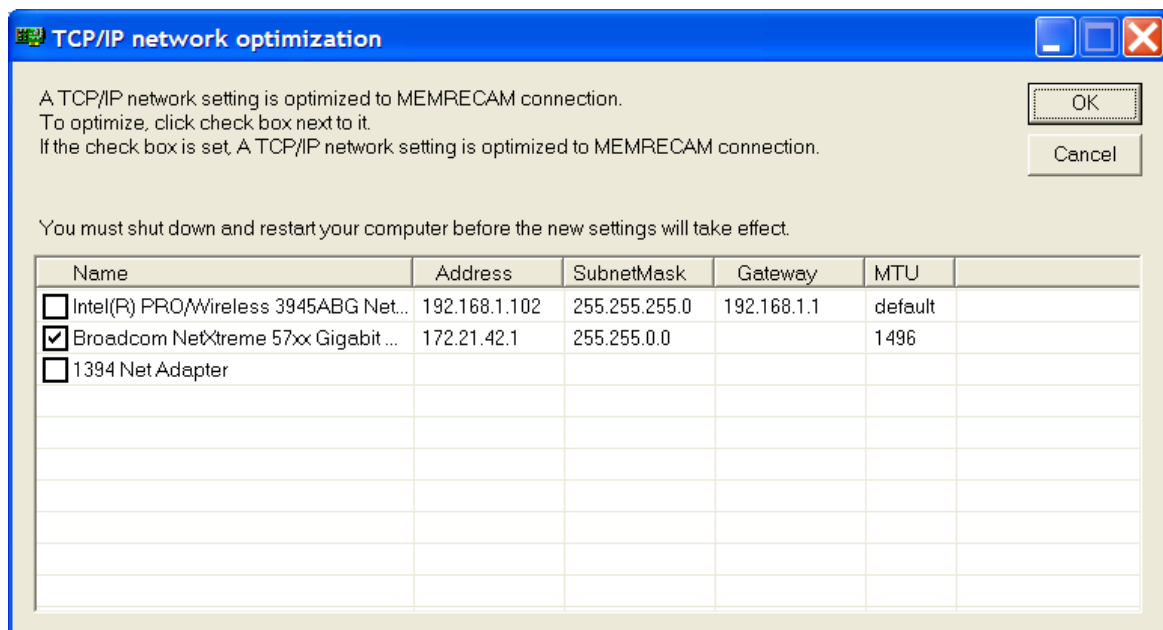 TCP/IP network optimization
A TCP/IP network setting is optimized to MEMRECAM connection.
To optimize, click check box next to it.
If the check box is set, A TCP/IP network setting is optimized to MEMRECAM connection.
OK
Cancel
You must shut down and restart your computer before the new settings will take effect.
Name Address SubnetMask Gateway MTU
Intel(R) PRO/Wireless 3945ABG Net... 192.168.1.102 255.255.255.0 192.168.1.1 default
Broadcom NetXtreme 57xx Gigabit ... 172.21.42.1 255.255.0.0 1496
1394 Net Adapter